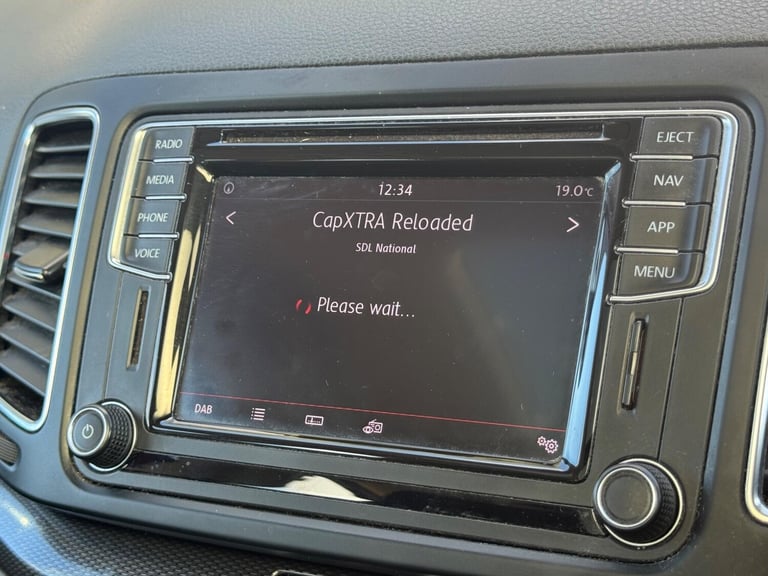 RADIO
MEDIA
PHONE
VOICE
12:34
19.0°C
< CapXTRA Reloaded >
SDL National
Please wait...
DAB
EJECT
NAV
APP
MENU